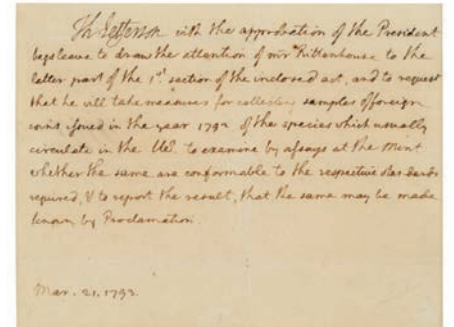 Th Jefferson with the approbation of the President
begs leave to draw the attention of mr Rittenhouse to the
latter part of the 1st section of the inclosed act, and to request
that he will take measures for collecting samples of foreign
coins issued in the year 1792 of the species which usually
circulate in the US. to examine by assays at the mint
whether the same are conformable to the respective standards
required, & to report the result, that the same may be made
known by Proclamation.
Mar. 21. 1793.